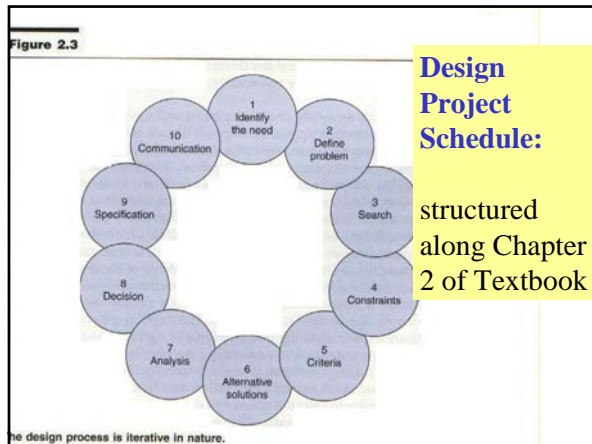 Figure 2.3
Design
Project
Schedule:
structured
along Chapter
2 of Textbook
1
Identify
the need
2
Define
problem
3
Search
4
Constraints
5
Criteria
6
Alternative
solutions
7
Analysis
8
Decision
9
Specification
10
Communication
he design process is iterative in nature.